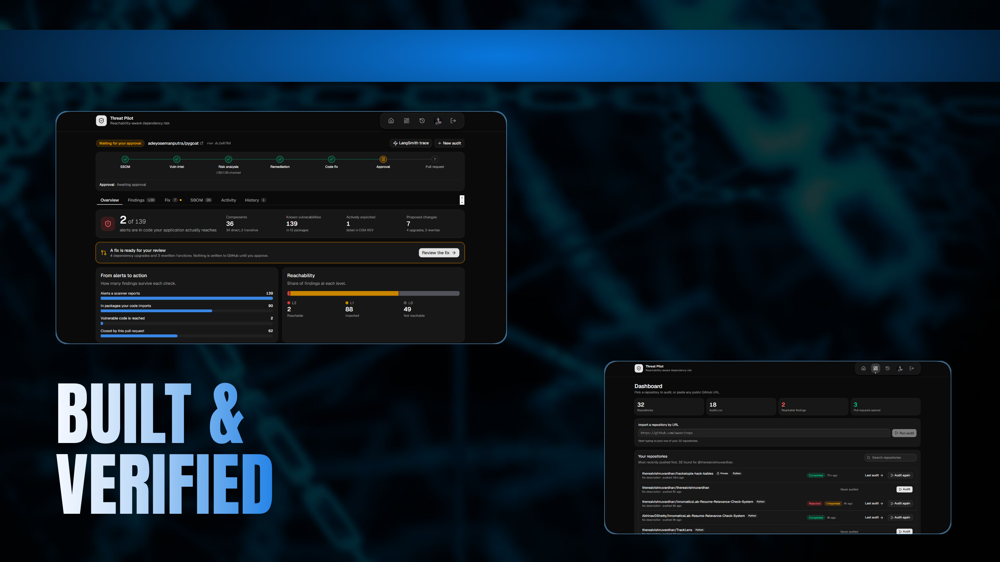 Threat Pilot
Reachability-aware dependency risk
Waiting for your approval adeyosemanputra/pygoat run dc2e878d
LangSmith trace + New audit
7
SBOM Vuln intel Risk analysis Remediation Code fix Approval Pull request
139/139 checked
Approval · Awaiting approval
Overview Findings 139 Fix 7 SBOM 36 Activity History 1
2 of 139
alerts are in code your application actually reaches
Components
36
34 direct, 2 transitive
Known vulnerabilities
139
in 13 packages
Actively exploited
1
listed in CISA KEV
Proposed changes
7
4 upgrades, 3 rewrites
A fix is ready for your review
4 dependency upgrades and 3 rewritten functions. Nothing is written to GitHub until you approve.
Review the fix →
From alerts to action
How many findings survive each check.
Alerts a scanner reports 139
In packages your code imports 90
Vulnerable code is reached 2
Closed by this pull request 62
Reachability
Share of findings at each level.
L2
2
Reachable
L1
88
Imported
L0
49
Not reachable
BUILT &
VERIFIED
Threat Pilot
Reachability-aware dependency risk
Dashboard
Pick a repository to audit, or paste any public GitHub URL.
32
Repositories
18
Audits run
2
Reachable findings
3
Pull requests opened
Import a repository by URL
https://github.com/owner/repo
Run audit
Start typing to pick one of your 32 repositories.
Your repositories
Most recently pushed first. 32 found for @therealvishnuvardhan.
Search repositories
therealvishnuvardhan/hackatopia-hack-babies Private Python
No description · pushed 34m ago
Completed 17m ago Last audit → Audit again
therealvishnuvardhan/therealvishnuvardhan
No description · pushed 5h ago
Never audited Audit
therealvishnuvardhan/InnomaticsLab-Resume-Relevance-Check-System Python
No description · pushed 8h ago
Rejected 1 imported 8h ago Last audit → Audit again
AbhinavDShetty/InnomaticsLab-Resume-Relevance-Check-System Python
No description · pushed 9h ago
Completed 9h ago Last audit → Audit again
therealvishnuvardhan/TrackLens Python
Never audited Audit